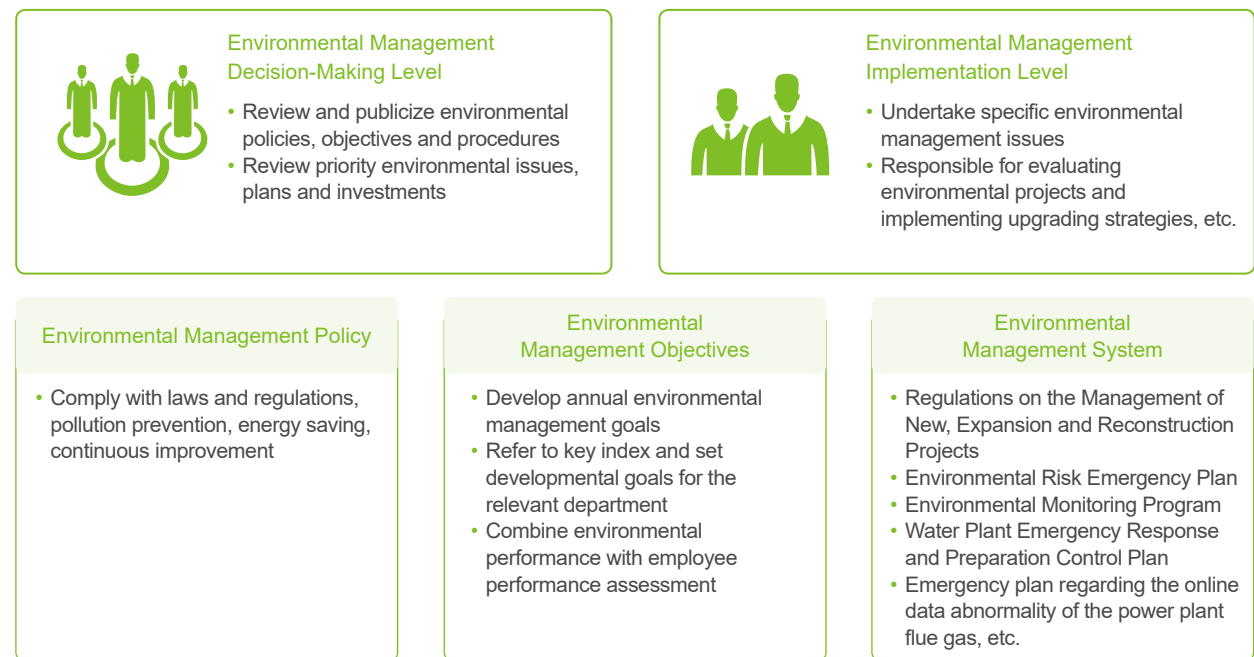 Environmental Management
Decision-Making Level
• Review and publicize environmental
policies, objectives and procedures
• Review priority environmental issues,
plans and investments
Environmental Management
Implementation Level
• Undertake specific environmental
management issues
• Responsible for evaluating
environmental projects and
implementing upgrading strategies, etc.
Environmental Management Policy
• Comply with laws and regulations,
pollution prevention, energy saving,
continuous improvement
Environmental
Management Objectives
• Develop annual environmental
management goals
• Refer to key index and set
developmental goals for the
relevant department
• Combine environmental
performance with employee
performance assessment
Environmental
Management System
• Regulations on the Management of
New, Expansion and Reconstruction
Projects
• Environmental Risk Emergency Plan
• Environmental Monitoring Program
• Water Plant Emergency Response
and Preparation Control Plan
• Emergency plan regarding the online
data abnormality of the power plant
flue gas, etc.